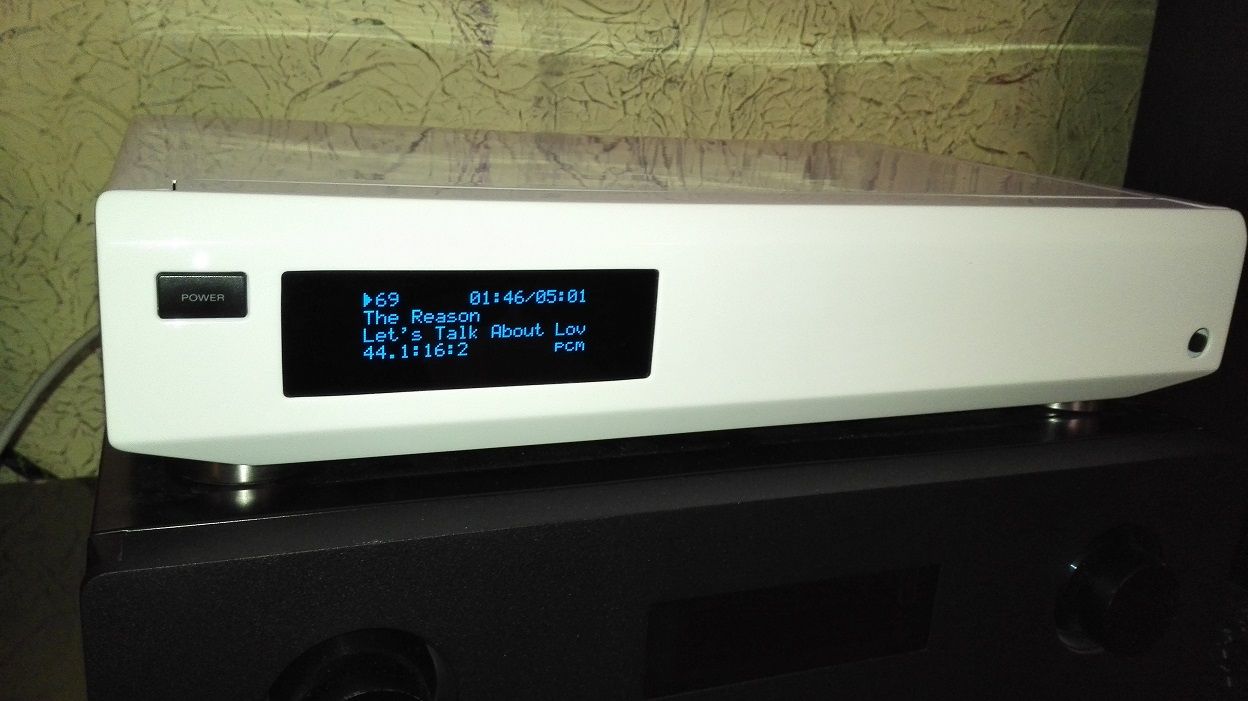 POWER
▶69 01:46/05:01
The Reason
Let's Talk About Lov
44.1:16:2 pcm